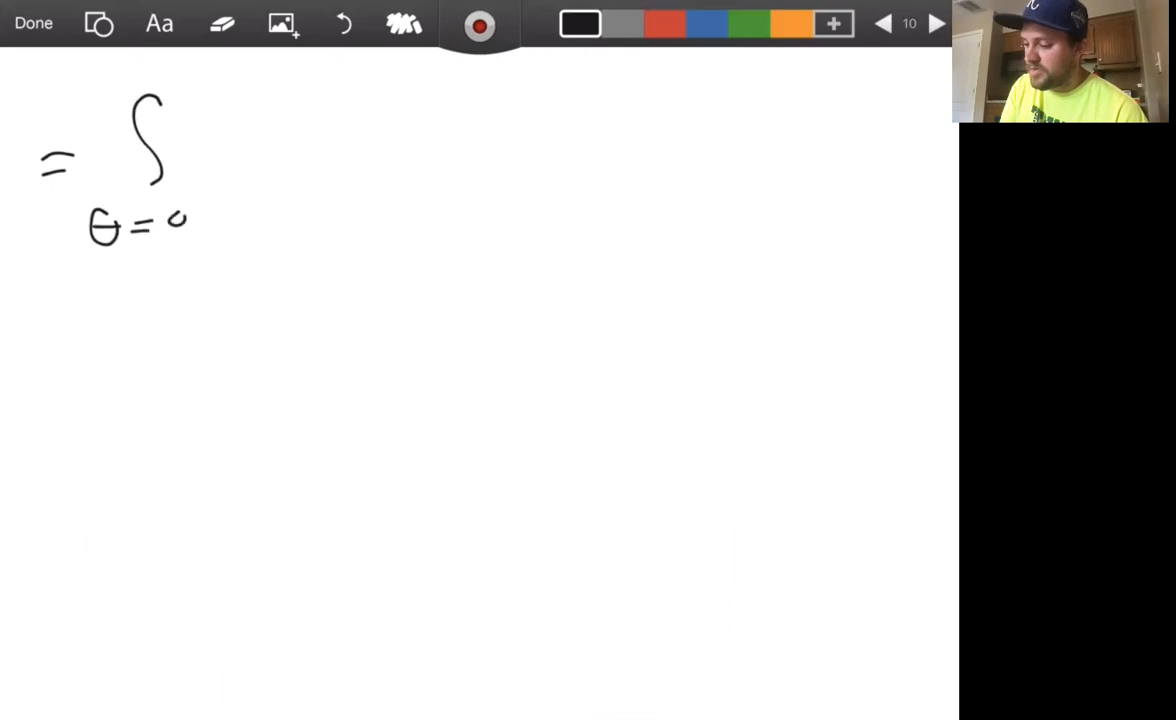 Done Aa 10
= ∫
θ = 0